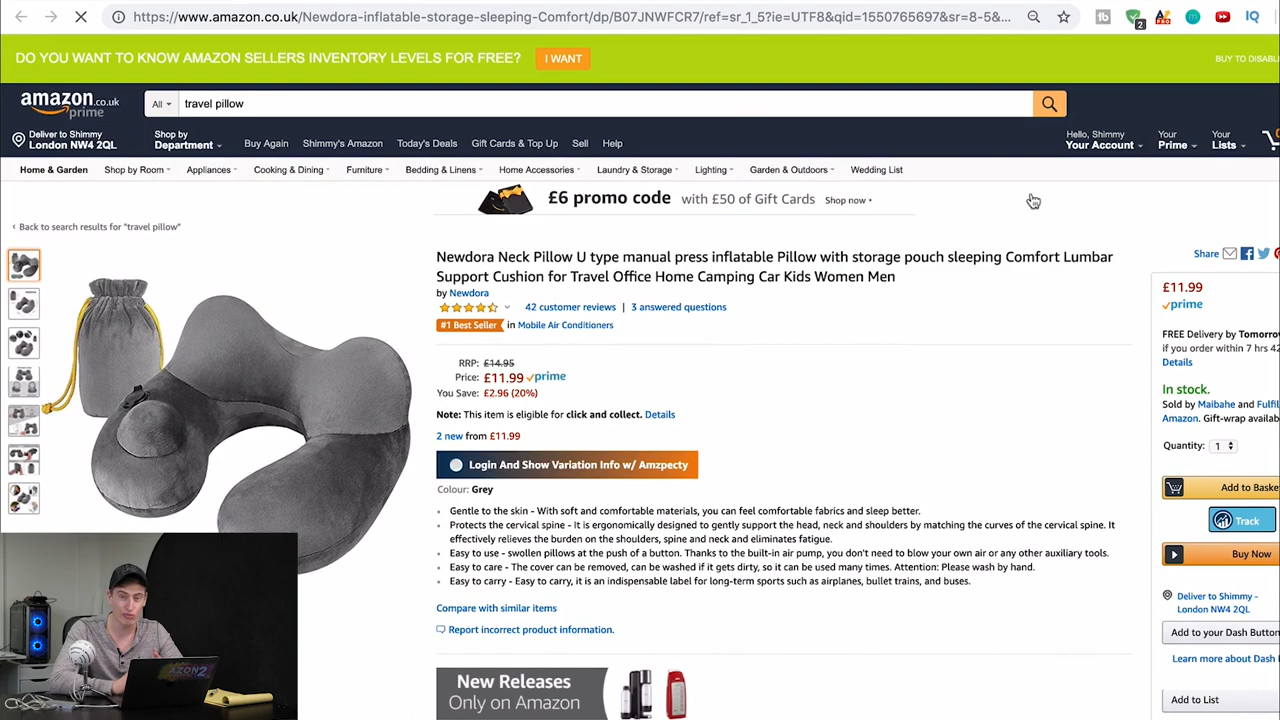 https://www.amazon.co.uk/Newdora-inflatable-storage-sleeping-Comfort/dp/B07JNWFCR7/ref=sr_1_5?ie=UTF8&qid=1550765697&sr=8-5&...
2
PRO
IQ
DO YOU WANT TO KNOW AMAZON SELLERS INVENTORY LEVELS FOR FREE?
I WANT
BUY TO DISABL
amazon.co.uk
prime
All
travel pillow
Deliver to Shimmy
London NW4 2QL
Shop by
Department
Buy Again
Shimmy's Amazon
Today's Deals
Gift Cards & Top Up
Sell
Help
Hello, Shimmy
Your Account
Your
Prime
Your
Lists
Home & Garden
Shop by Room
Appliances
Cooking & Dining
Furniture
Bedding & Linens
Home Accessories
Laundry & Storage
Lighting
Garden & Outdoors
Wedding List
£6 promo code with £50 of Gift Cards Shop now
‹ Back to search results for "travel pillow"
Newdora Neck Pillow U type manual press inflatable Pillow with storage pouch sleeping Comfort Lumbar
Support Cushion for Travel Office Home Camping Car Kids Women Men
by Newdora
42 customer reviews | 3 answered questions
#1 Best Seller in Mobile Air Conditioners
RRP: £14.95
Price: £11.99 prime
You Save: £2.96 (20%)
Note: This item is eligible for click and collect. Details
2 new from £11.99
Login And Show Variation Info w/ Amzpecty
Colour: Grey
Gentle to the skin - With soft and comfortable materials, you can feel comfortable fabrics and sleep better.
Protects the cervical spine - It is ergonomically designed to gently support the head, neck and shoulders by matching the curves of the cervical spine. It
effectively relieves the burden on the shoulders, spine and neck and eliminates fatigue.
Easy to use - swollen pillows at the push of a button. Thanks to the built-in air pump, you don't need to blow your own air or any other auxiliary tools.
Easy to care - The cover can be removed, can be washed if it gets dirty, so it can be used many times. Attention: Please wash by hand.
Easy to carry - Easy to carry, it is an indispensable label for long-term sports such as airplanes, bullet trains, and buses.
Compare with similar items
Report incorrect product information.
New Releases
Only on Amazon
Share
£11.99
prime
FREE Delivery by Tomorro
if you order within 7 hrs 42
Details
In stock.
Sold by Maibahe and Fulfil
Amazon. Gift-wrap availab
Quantity: 1
Add to Baske
Track
Buy Now
Deliver to Shimmy -
London NW4 2QL
Add to your Dash Button
Learn more about Dash
Add to List